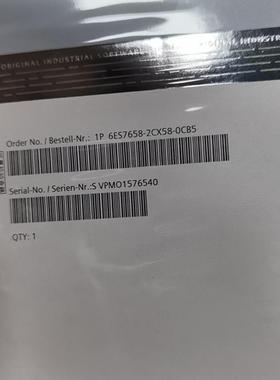 ORIGINAL INDUSTRIAL SOFTWARE
Order No. / Bestell-Nr.: 1P 6ES7658-2CX58-0CB5
Serial-No. / Serien-Nr.:S VPMO1576540
QTY: 1